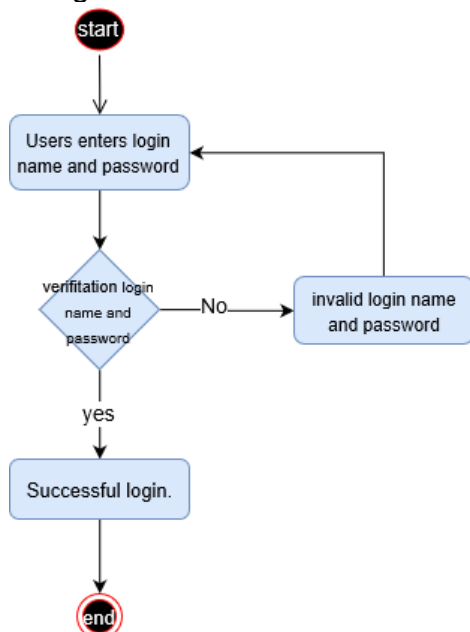 start
Users enters login
name and password
verifitation login
name and
password
No
invalid login name
and password
yes
Successful login.
end